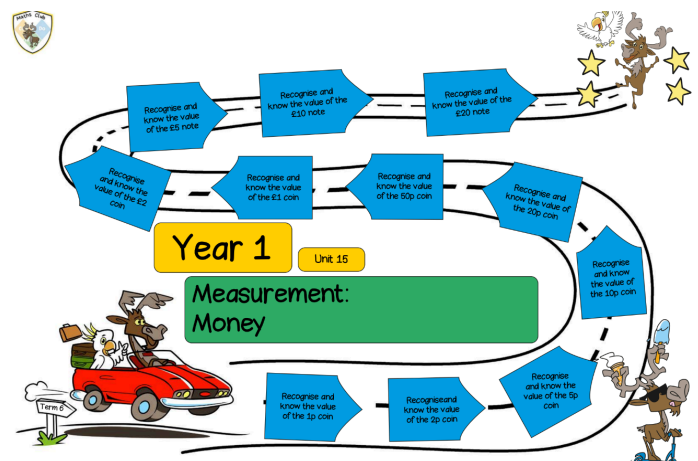 Maths Club
Recognise and
know the value
of the £5 note
Recognise and
know the value of the
£10 note
Recognise and
know the value of the
£20 note
Recognise
and know the
value of the £2
coin
Recognise and
know the value
of the £1 coin
Recognise and
know the value
of the 50p coin
Recognise and
know the value of
the 20p coin
Recognise
and know
the value of
the 10p coin
Year 1
Unit 15
Measurement:
Money
Recognise
and know the
value of the 5p
coin
Recognise and
know the value
of the 1p coin
Recogniseand
know the value
of the 2p coin
Term 6